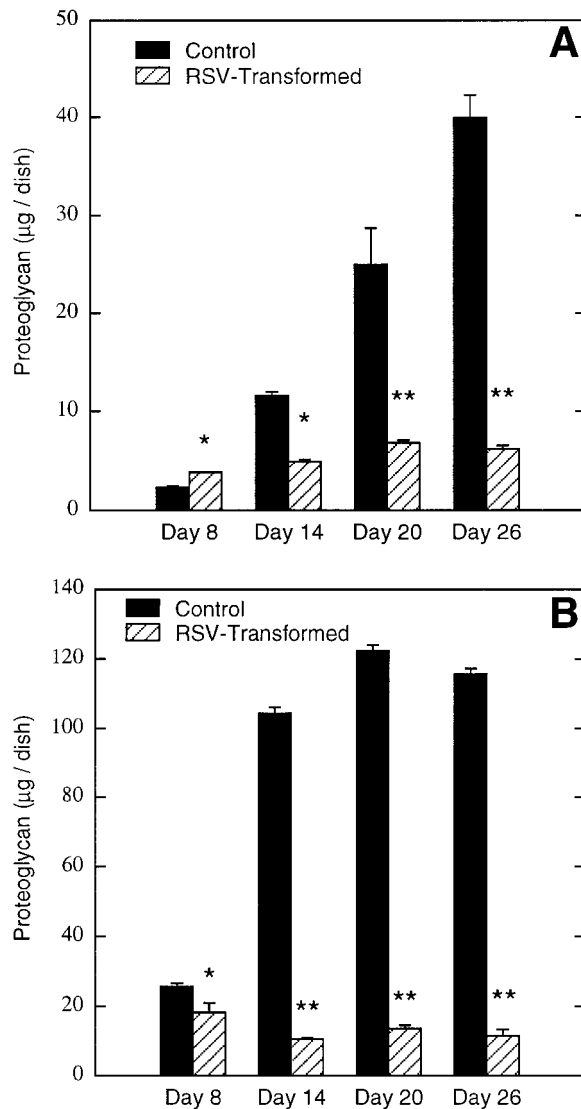 Control
A
RSV-Transformed
Proteoglycan (µg / dish)
40
30
20
10
0
*
*
**
**
Day 8 Day 14 Day 20 Day 26
Control
B
RSV-Transformed
Proteoglycan (µg / dish)
140
120
100
80
60
40
20
0
*
**
**
**
Day 8 Day 14 Day 20 Day 26